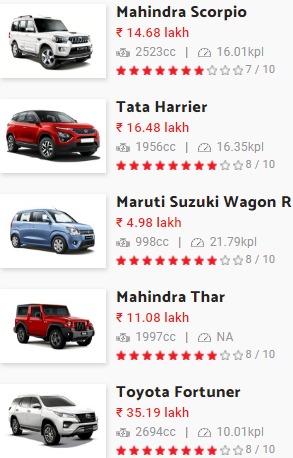 Mahindra Scorpio
₹ 14.68 lakh
2523cc | 16.01kpl
7 / 10
Tata Harrier
₹ 16.48 lakh
1956cc | 16.35kpl
8 / 10
Maruti Suzuki Wagon R
₹ 4.98 lakh
998cc | 21.79kpl
8 / 10
Mahindra Thar
₹ 11.08 lakh
1997cc | NA
8 / 10
Toyota Fortuner
₹ 35.19 lakh
2694cc | 10.01kpl
8 / 10